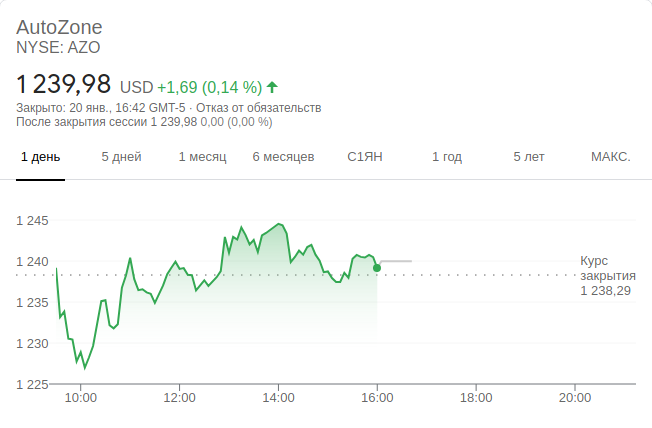 AutoZone
NYSE: AZO
1 239,98 USD +1,69 (0,14 %)
Закрыто: 20 янв., 16:42 GMT-5 · Отказ от обязательств
После закрытия сессии 1 239,98 0,00 (0,00 %)
1 день 5 дней 1 месяц 6 месяцев С1ЯН 1 год 5 лет МАКС.
1 245
1 240
1 235
1 230
1 225
Курс
закрытия
1 238,29
10:00 12:00 14:00 16:00 18:00 20:00